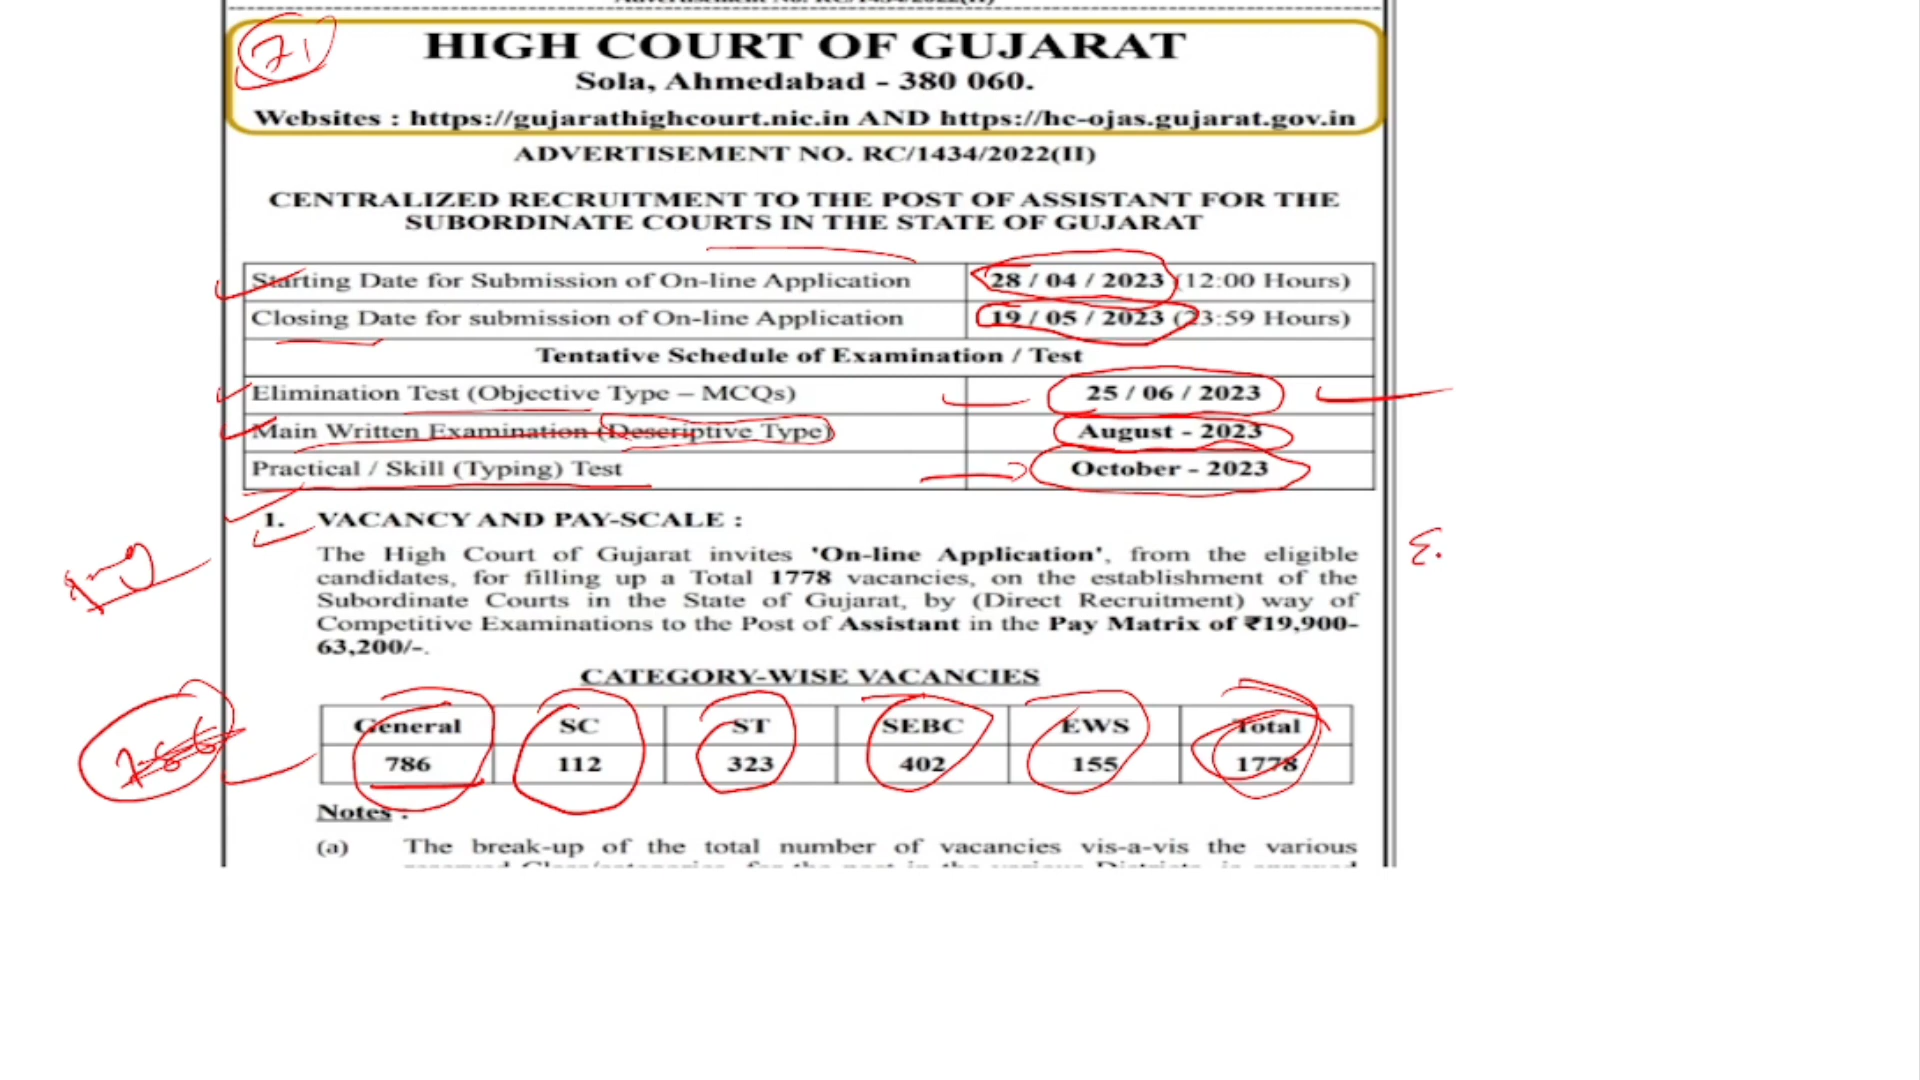 Advertisement No. RC/1434/2022(II)
71
HIGH COURT OF GUJARAT
Sola, Ahmedabad - 380 060.
Websites : https://gujarathighcourt.nic.in AND https://hc-ojas.gujarat.gov.in
ADVERTISEMENT NO. RC/1434/2022(II)
CENTRALIZED RECRUITMENT TO THE POST OF ASSISTANT FOR THE
SUBORDINATE COURTS IN THE STATE OF GUJARAT
Starting Date for Submission of On-line Application 28 / 04 / 2023 (12:00 Hours)
Closing Date for submission of On-line Application 19 / 05 / 2023 (23:59 Hours)
Tentative Schedule of Examination / Test
Elimination Test (Objective Type – MCQs) 25 / 06 / 2023
Main Written Examination (Descriptive Type) August - 2023
Practical / Skill (Typing) Test October - 2023
1. VACANCY AND PAY-SCALE :
The High Court of Gujarat invites 'On-line Application', from the eligible
candidates, for filling up a Total 1778 vacancies, on the establishment of the
Subordinate Courts in the State of Gujarat, by (Direct Recruitment) way of
Competitive Examinations to the Post of Assistant in the Pay Matrix of ₹19,900-
63,200/-.
CATEGORY-WISE VACANCIES
General SC ST SEBC EWS Total
786 112 323 402 155 1778
786
Notes :
(a) The break-up of the total number of vacancies vis-a-vis the various